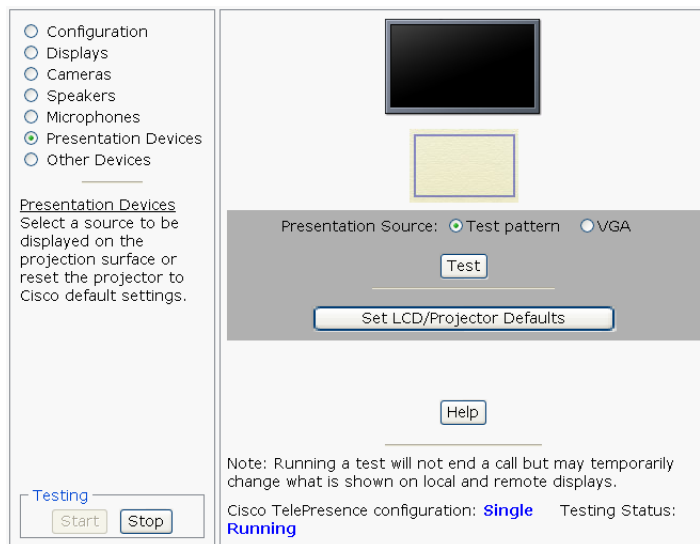 Configuration
Displays
Cameras
Speakers
Microphones
Presentation Devices
Other Devices
Presentation Devices
Select a source to be
displayed on the
projection surface or
reset the projector to
Cisco default settings.
Testing
Start Stop
Presentation Source: Test pattern VGA
Test
Set LCD/Projector Defaults
Help
Note: Running a test will not end a call but may temporarily
change what is shown on local and remote displays.
Cisco TelePresence configuration: Single Testing Status:
Running